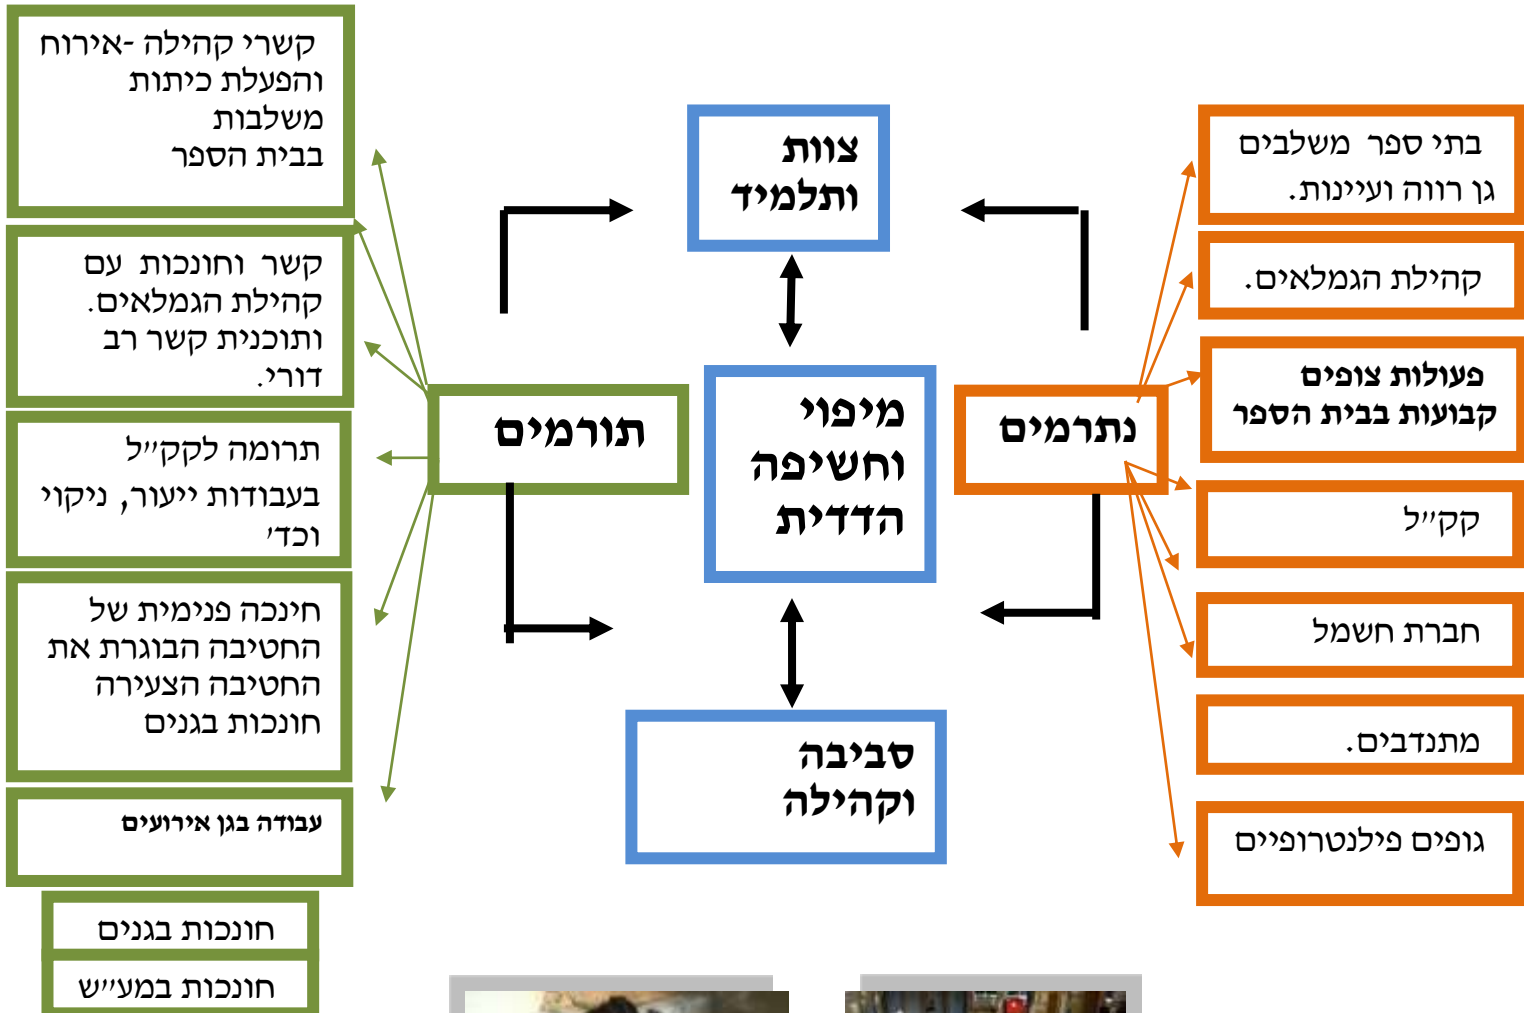 בתי ספר משלבים
גן רווה ועיינות.
קהילת הגמלאים.
פעולות צופים
קבועות בבית הספר
קק״ל
חברת חשמל
מתנדבים.
גופים פילנטרופיים
נתרמים
צוות
ותלמיד
מיפוי
וחשיפה
הדדית
סביבה
וקהילה
תורמים
קשרי קהילה -אירוח
והפעלת כיתות
משלבות
בבית הספר
קשר וחונכות עם
קהילת הגמלאים.
ותוכנית קשר רב
דורי.
תרומה לקק״ל
בעבודות ייעור, ניקוי
וכד׳
חינכה פנימית של
החטיבה הבוגרת את
החטיבה הצעירה
חונכות בגנים
עבודה בגן אירועים
חונכות בגנים
חונכות במע״ש